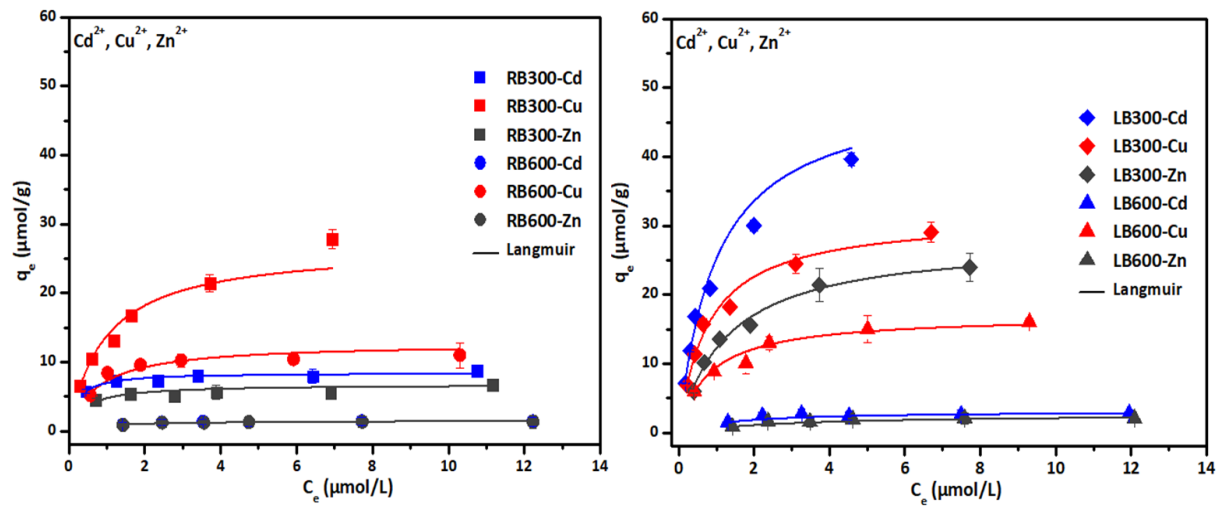 Cd²⁺, Cu²⁺, Zn²⁺
RB300-Cd
RB300-Cu
RB300-Zn
RB600-Cd
RB600-Cu
RB600-Zn
Langmuir
qₑ (μmol/g)
60
50
40
30
20
10
0
0 2 4 6 8 10 12 14
Cₑ (μmol/L)
Cd²⁺, Cu²⁺, Zn²⁺
LB300-Cd
LB300-Cu
LB300-Zn
LB600-Cd
LB600-Cu
LB600-Zn
Langmuir
qₑ (μmol/g)
60
50
40
30
20
10
0
0 2 4 6 8 10 12 14
Cₑ (μmol/L)